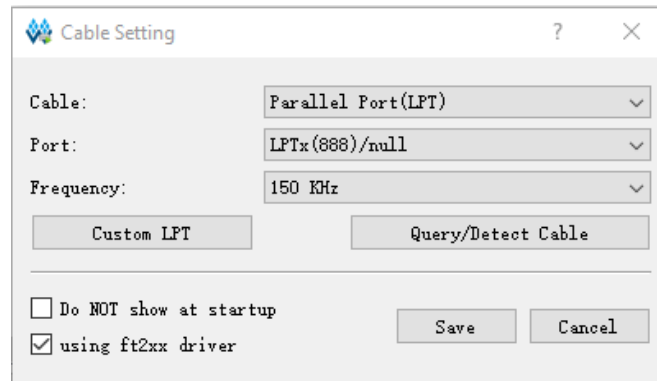 Cable Setting
Cable: Parallel Port(LPT)
Port: LPTx(888)/null
Frequency: 150 KHz
Custom LPT Query/Detect Cable
Do NOT show at startup
using ft2xx driver
Save Cancel